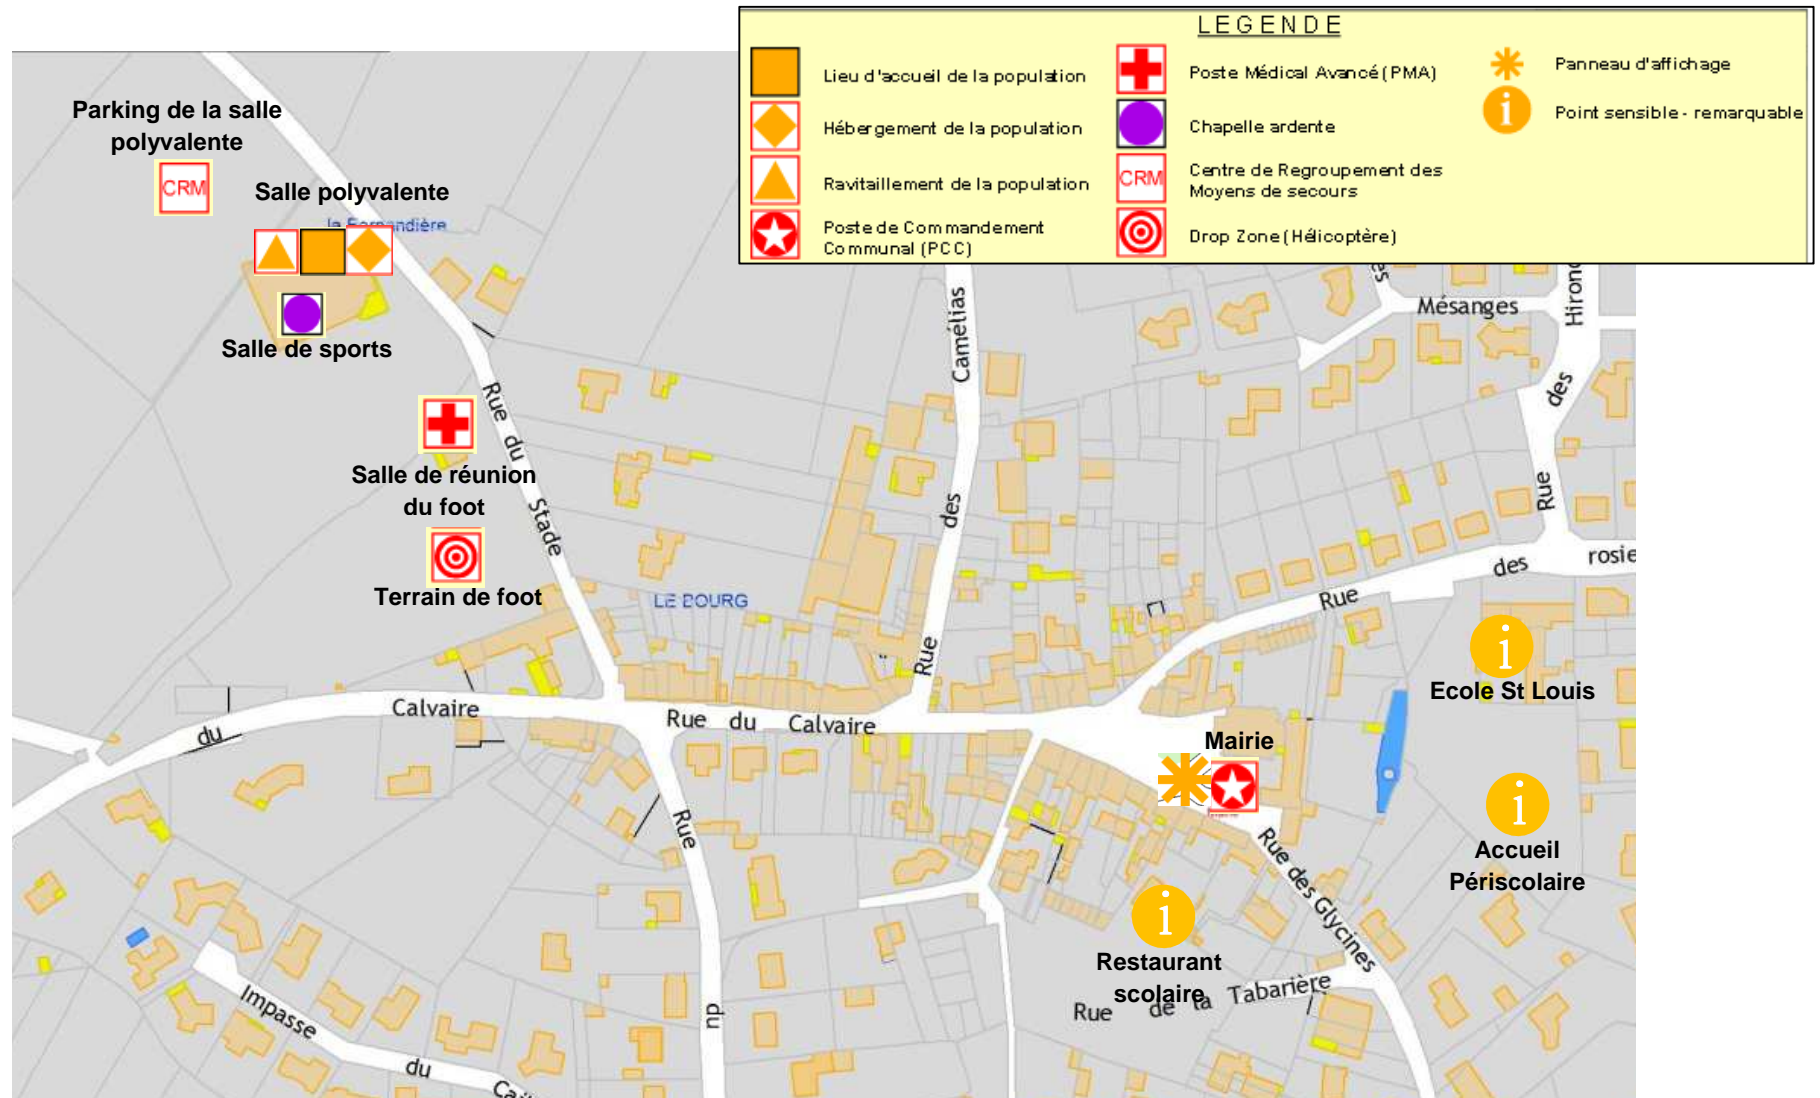 LEGENDE
Lieu d'accueil de la population
Hébergement de la population
Ravitaillement de la population
Poste de Commandement
Communal (PCC)
Poste Médical Avancé (PMA)
Chapelle ardente
CRM
Centre de Regroupement des
Moyens de secours
Drop Zone (Hélicoptère)
Panneau d'affichage
i
Point sensible - remarquable
Parking de la salle
polyvalente
CRM
Salle polyvalente
Salle de sports
Rue du Stade
Salle de réunion
du foot
Terrain de foot
LE BOURG
Rue des Camélias
Mésanges
Rue des
Rue des
i
Ecole St Louis
du Calvaire
Rue du Calvaire
Mairie
i
Accueil
Périscolaire
Rue du
Rue des Glycines
i
Restaurant
scolaire
Rue de la Tabarière
Impasse du